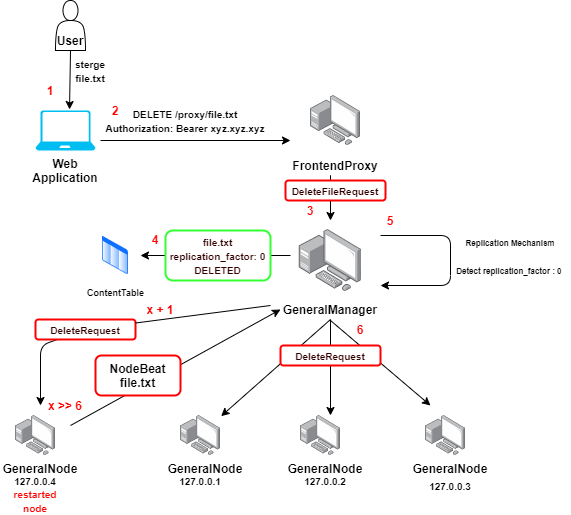 User
sterge
file.txt
1
2
DELETE /proxy/file.txt
Authorization: Bearer xyz.xyz.xyz
Web
Application
FrontendProxy
DeleteFileRequest
3
4
file.txt
replication_factor: 0
DELETED
5
Replication Mechanism
Detect replication_factor : 0
ContentTable
GeneralManager
x + 1
DeleteRequest
6
DeleteRequest
NodeBeat
file.txt
x >> 6
GeneralNode
127.0.0.4
restarted
node
GeneralNode
127.0.0.1
GeneralNode
127.0.0.2
GeneralNode
127.0.0.3